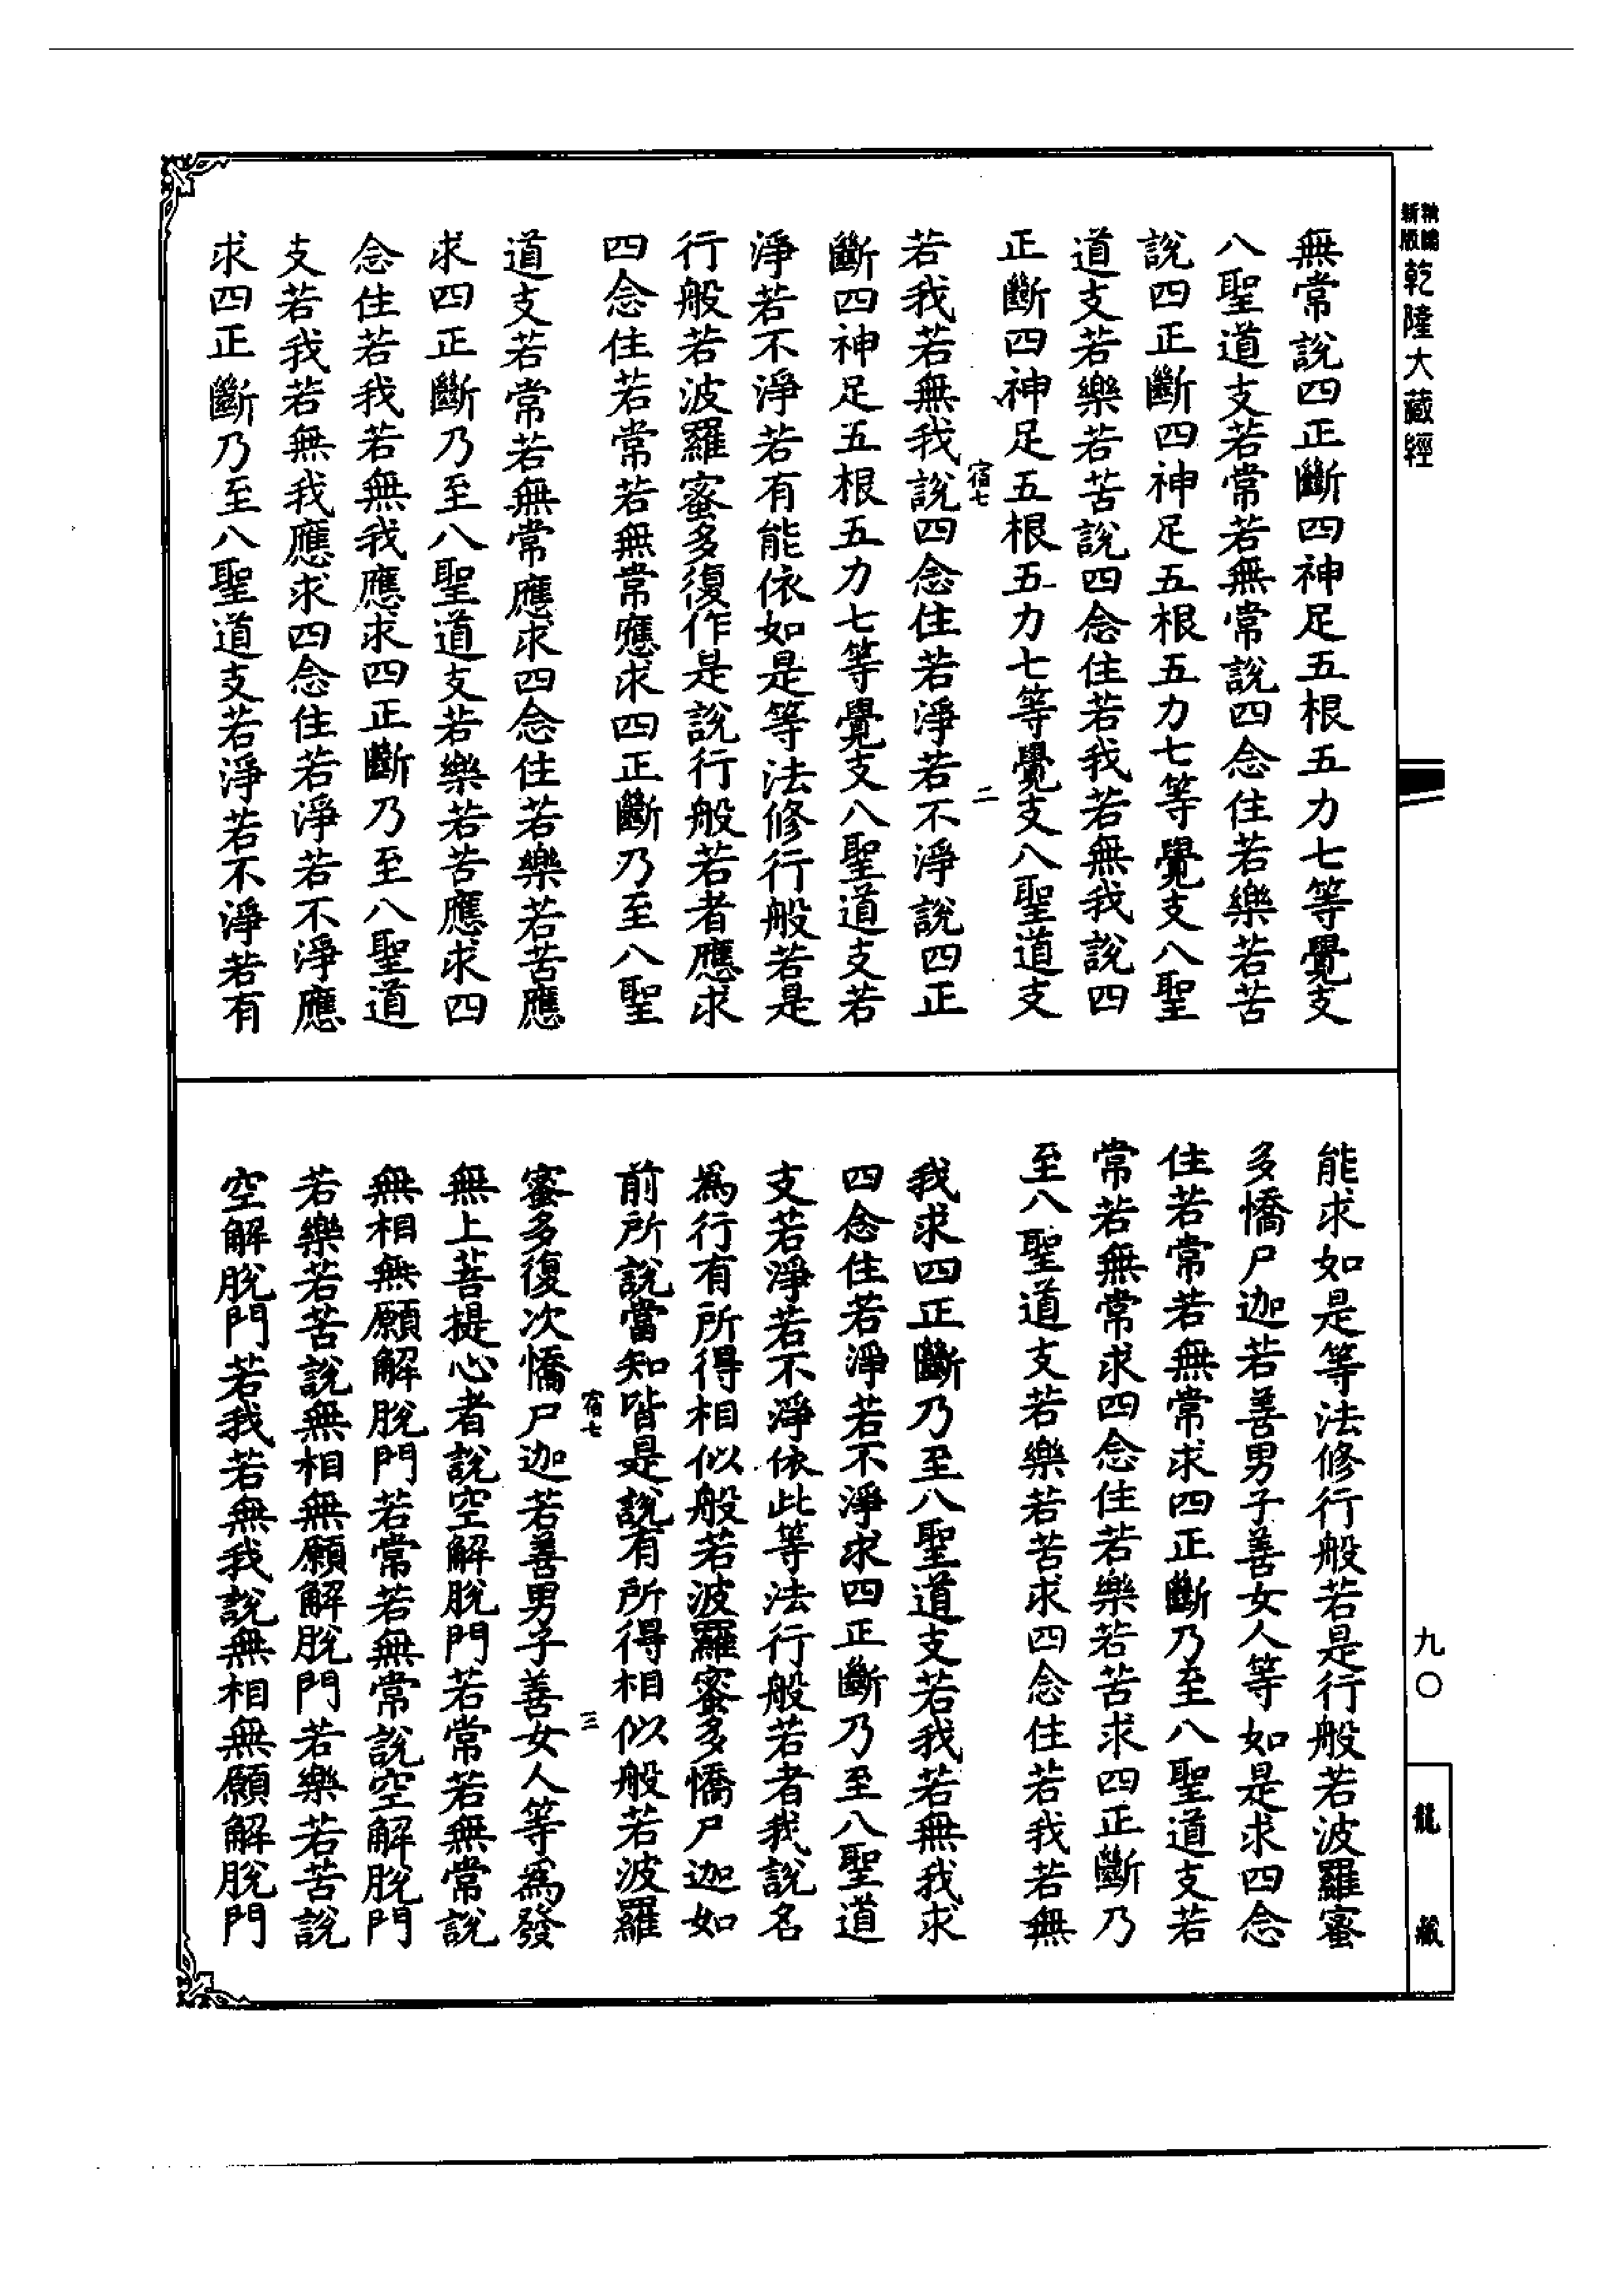 新版
精縮
乾隆大藏經
無常說四正斷四神足五根五力七等覺支
八聖道支若常若無常說四念住若樂若苦
說四正斷四神足五根五力七等覺支八聖
道支若樂若苦說四念住若我若無我說四
正斷四神足五根五力七等覺支八聖道支
宿七
二
若我若無我說四念住若淨若不淨說四正
斷四神足五根五力七等覺支八聖道支若
淨若不淨若有能依如是等法修行般若是
行般若波羅蜜多復作是說行般若者應求
四念住若常若無常應求四正斷乃至八聖
道支若常若無常應求四念住若樂若苦應
求四正斷乃至八聖道支若樂若苦應求四
念住若我若無我應求四正斷乃至八聖道
支若我若無我應求四念住若淨若不淨應
求四正斷乃至八聖道支若淨若不淨若有
能求如是等法修行般若是行般若波羅蜜
多憍尸迦若善男子善女人等如是求四念
住若常若無常求四正斷乃至八聖道支若
常若無常求四念住若樂若苦求四正斷乃
至八聖道支若樂若苦求四念住若我若無
我求四正斷乃至八聖道支若我若無我求
四念住若淨若不淨求四正斷乃至八聖道
支若淨若不淨依此等法行般若者我說名
為行有所得相似般若波羅蜜多憍尸迦如
前所說當知皆是說有所得相似般若波羅
宿七
三
蜜多復次憍尸迦若善男子善女人等為發
無上菩提心者說空解脫門若常若無常說
無相無願解脫門若常若無常說空解脫門
若樂若苦說無相無願解脫門若樂若苦說
空解脫門若我若無我說無相無願解脫門
九〇
龍藏